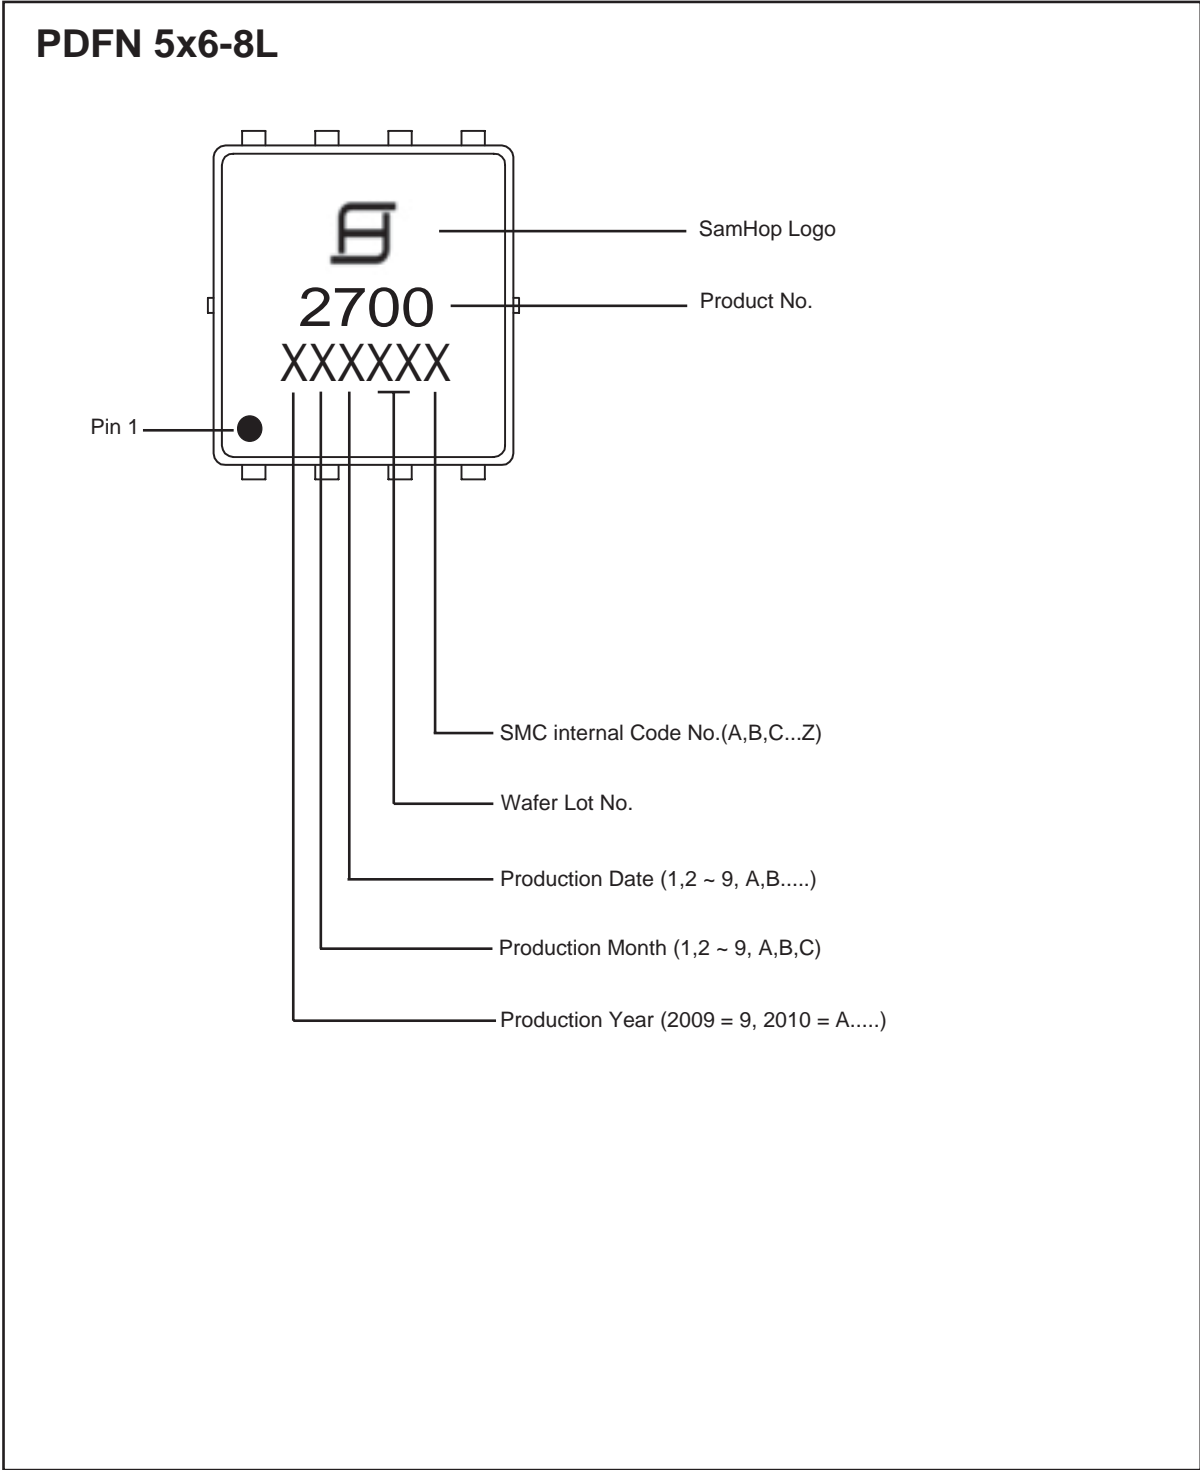 PDFN 5x6-8L
SamHop Logo
2700
Product No.
XXXXXX
Pin 1
SMC internal Code No.(A,B,C...Z)
Wafer Lot No.
Production Date (1,2 ~ 9, A,B.....)
Production Month (1,2 ~ 9, A,B,C)
Production Year (2009 = 9, 2010 = A.....)